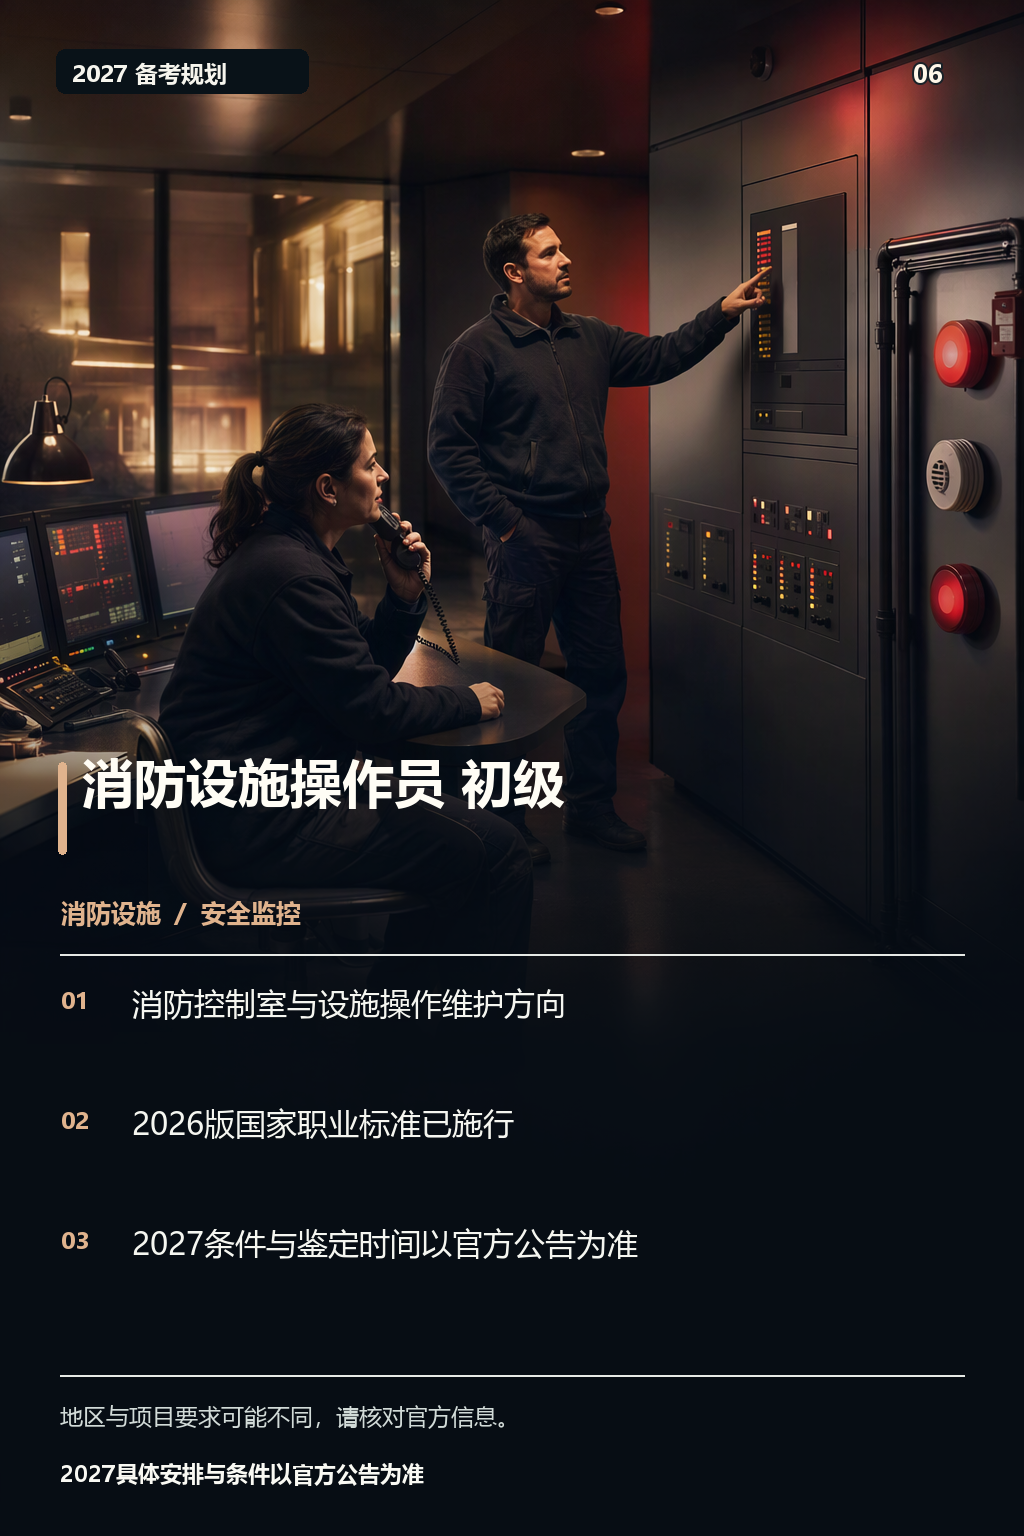 2027 备考规划
06
消防设施操作员 初级
消防设施 / 安全监控
01 消防控制室与设施操作维护方向
02 2026版国家职业标准已施行
03 2027条件与鉴定时间以官方公告为准
地区与项目要求可能不同，请核对官方信息。
2027具体安排与条件以官方公告为准